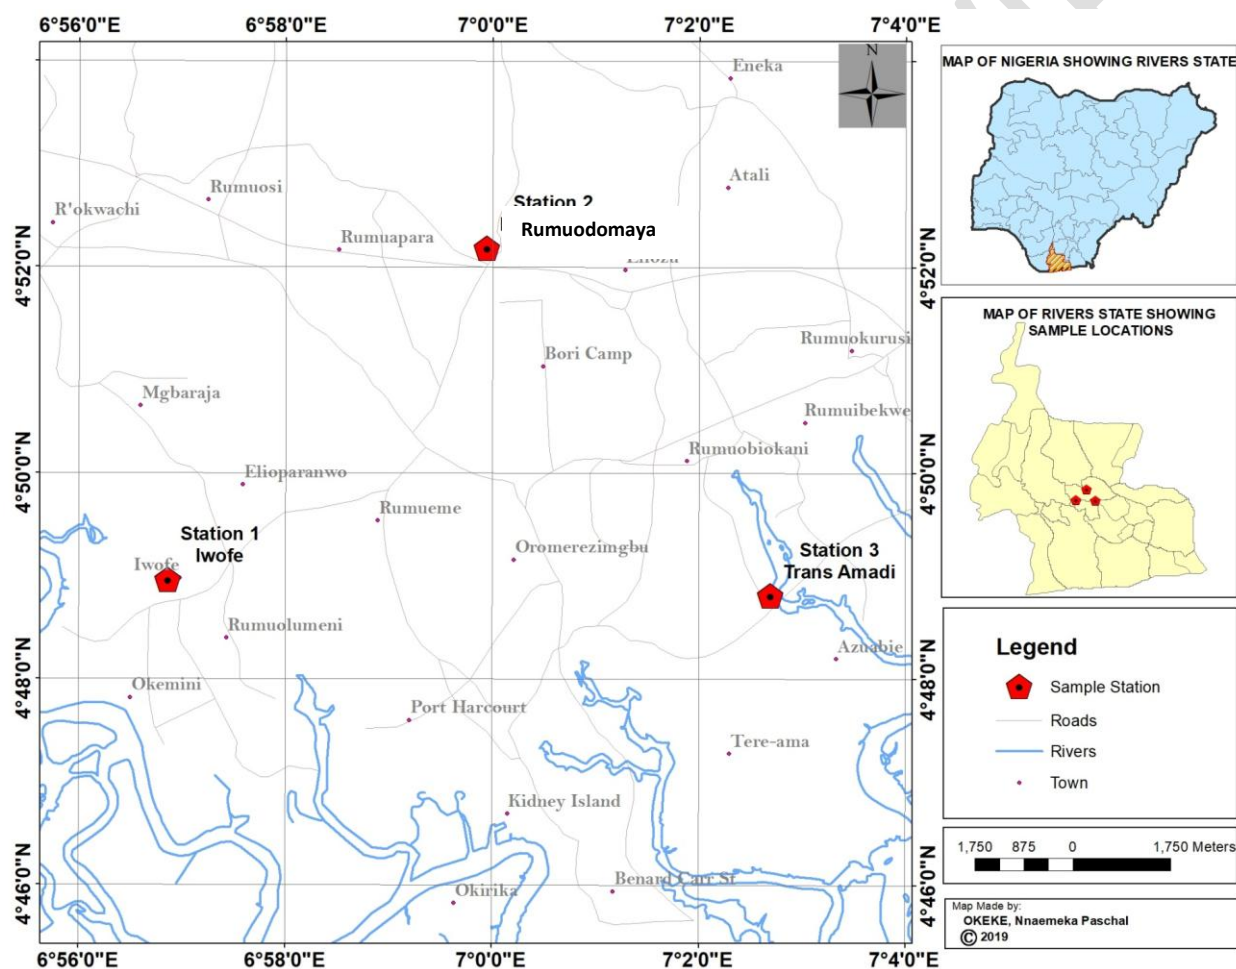 6°56'0"E
6°58'0"E
7°0'0"E
7°2'0"E
7°4'0"E
N
Eneka
Atali
Rumuosi
R'okwachi
Rumuapara
Station 2
Rumuodomaya
4°52'0"N
4°52'0"N
Rumuokurusi
Bori Camp
Mgbaraja
Rumuibekwe
Rumuobiokani
4°50'0"N
4°50'0"N
Elioparanwo
Rumueme
Station 1
Iwofe
Iwofe
Oromerezimgbu
Station 3
Trans Amadi
Rumuolumeni
Azuabie
4°48'0"N
4°48'0"N
Okemini
Port Harcourt
Tere-ama
Kidney Island
4°46'0"N
4°46'0"N
Benard Carr St
Okirika
6°56'0"E
6°58'0"E
7°0'0"E
7°2'0"E
7°4'0"E
MAP OF NIGERIA SHOWING RIVERS STATE
MAP OF RIVERS STATE SHOWING
SAMPLE LOCATIONS
Legend
Sample Station
Roads
Rivers
Town
1,750 875 0 1,750 Meters
Map Made by:
OKEKE, Nnaemeka Paschal
© 2019